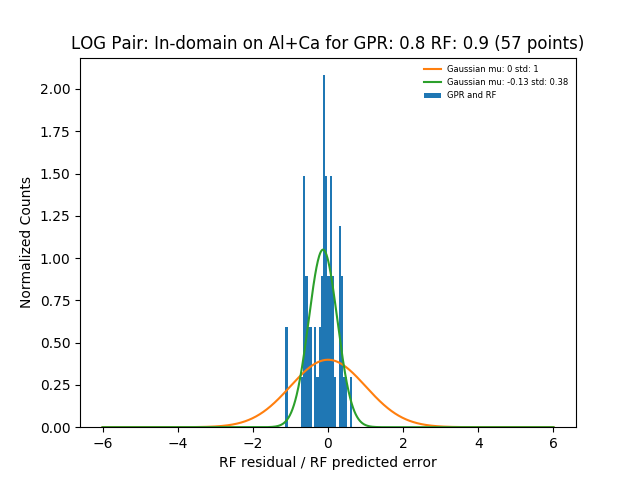 LOG Pair: In-domain on Al+Ca for GPR: 0.8 RF: 0.9 (57 points)
Gaussian mu: 0 std: 1
Gaussian mu: -0.13 std: 0.38
GPR and RF
Normalized Counts
2.00
1.75
1.50
1.25
1.00
0.75
0.50
0.25
0.00
−6
−4
−2
0
2
4
6
RF residual / RF predicted error